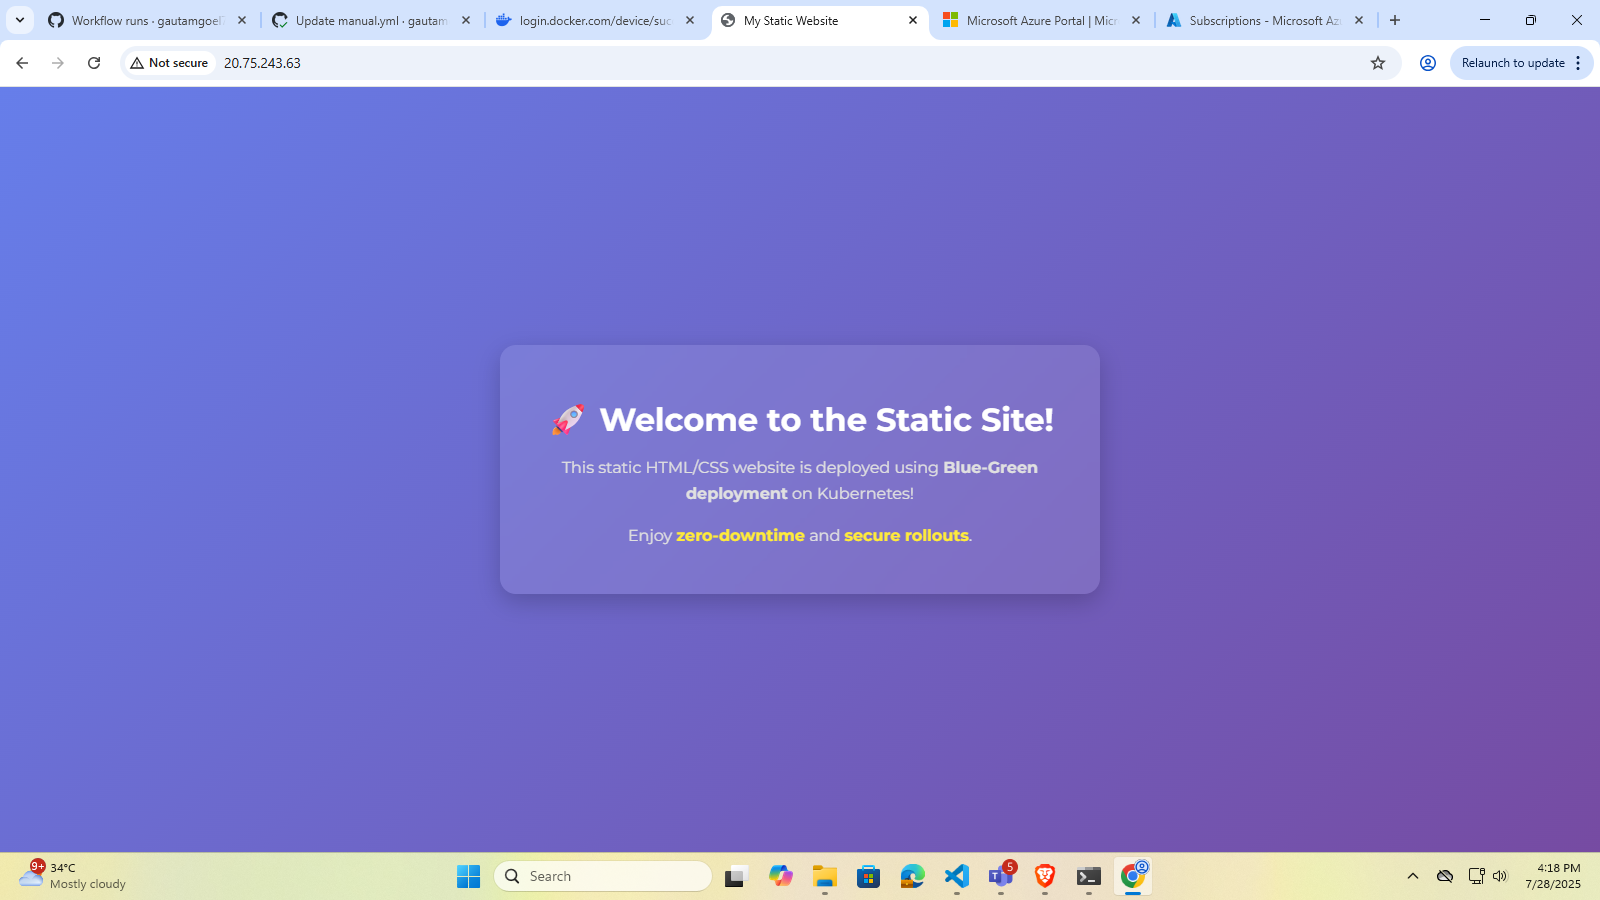 Workflow runs · gautamgoel7
Update manual.yml · gautam
login.docker.com/device/succ
My Static Website
Microsoft Azure Portal | Micr
Subscriptions - Microsoft Az
Not secure
20.75.243.63
Relaunch to update
🚀 Welcome to the Static Site!
This static HTML/CSS website is deployed using Blue-Green
deployment on Kubernetes!
Enjoy zero-downtime and secure rollouts.
9+
34°C
Mostly cloudy
Search
5
4:18 PM
7/28/2025